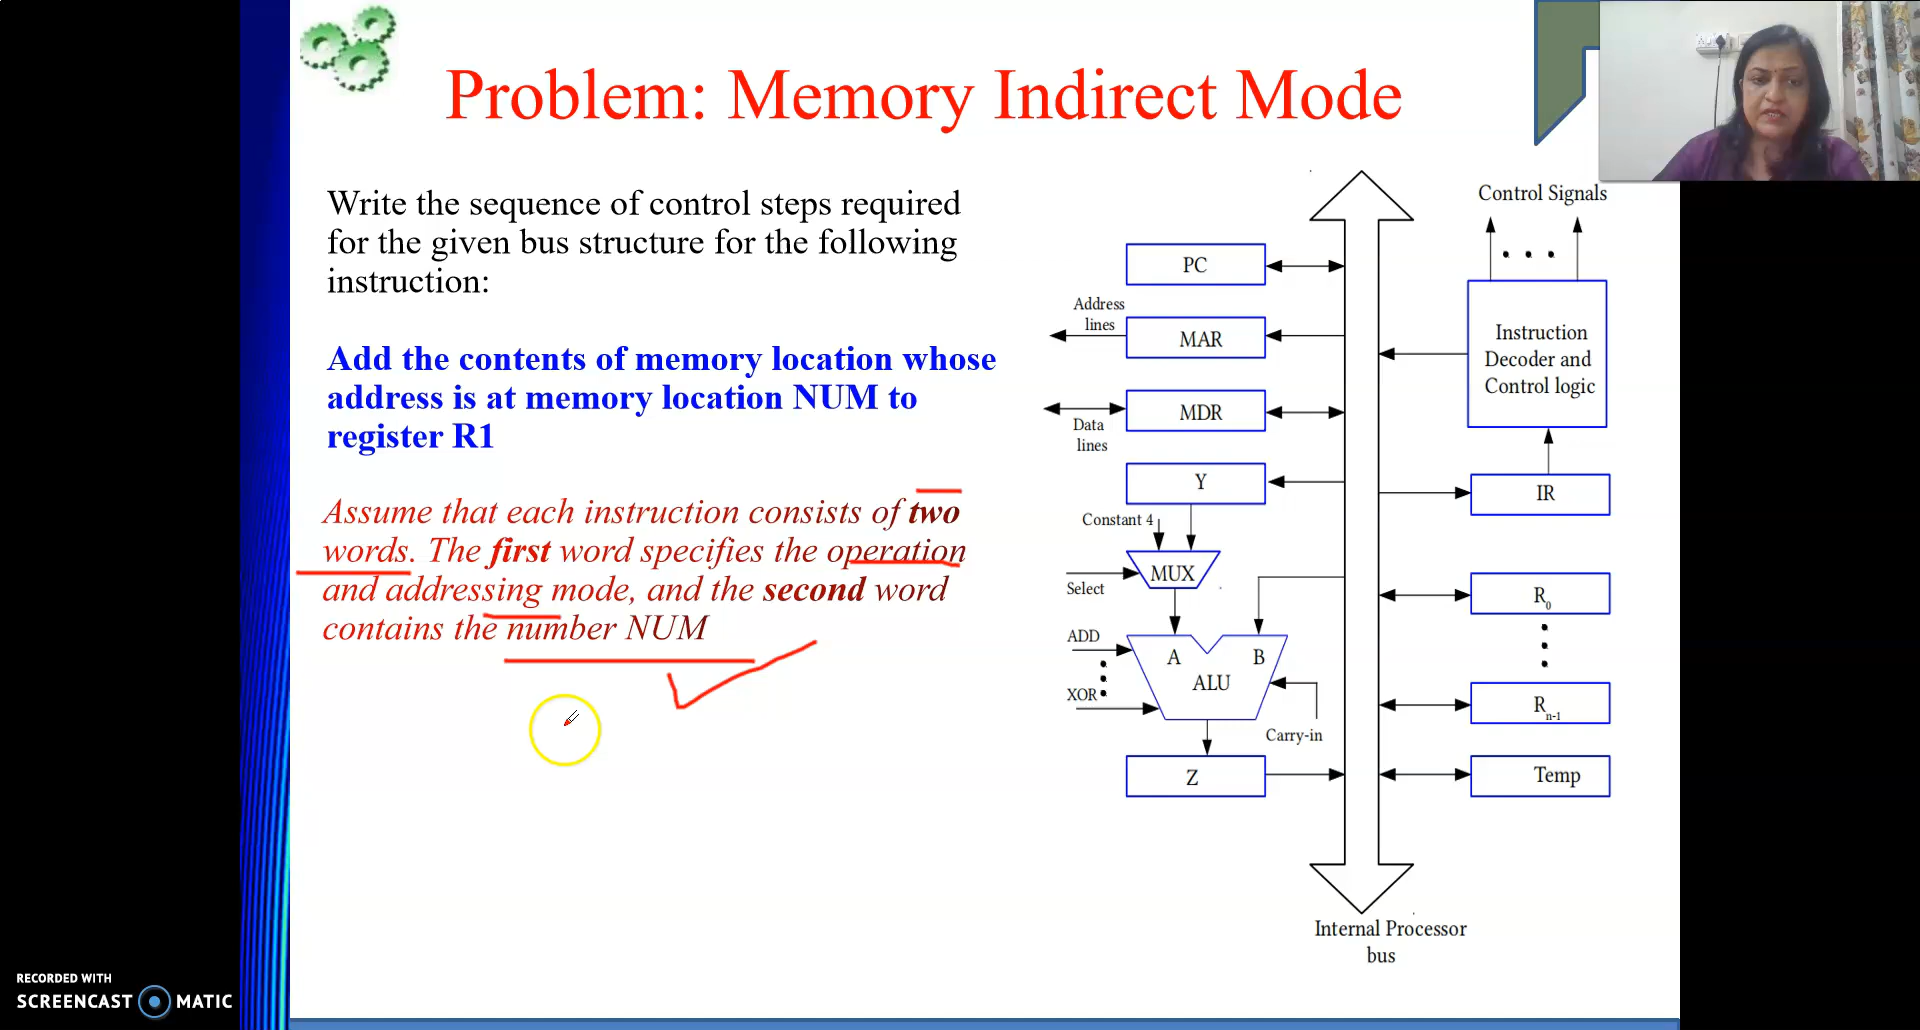 Problem: Memory Indirect Mode
Write the sequence of control steps required
for the given bus structure for the following
instruction:
Add the contents of memory location whose
address is at memory location NUM to
register R1
Assume that each instruction consists of two
words. The first word specifies the operation
and addressing mode, and the second word
contains the number NUM
Control Signals
PC
Address
lines
MAR
Instruction
Decoder and
Control logic
MDR
Data
lines
Y
IR
Constant 4
MUX
Select
R0
ADD
A
B
ALU
XOR
Rn-1
Carry-in
Z
Temp
Internal Processor
bus
RECORDED WITH
SCREENCAST MATIC